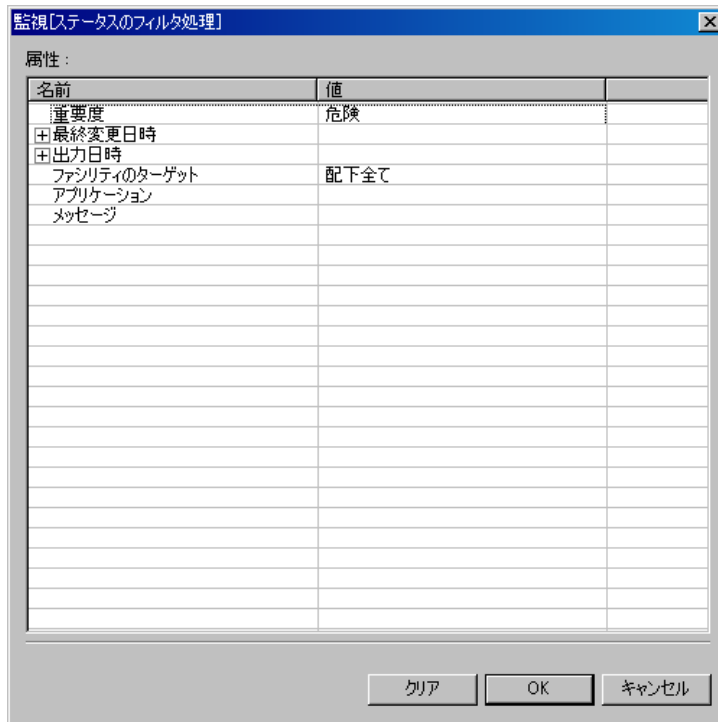 監視[ステータスのフィルタ処理]
属性：
名前 値
重要度 危険
最終変更日時
出力日時
ファシリティのターゲット 配下全て
アプリケーション
メッセージ
クリア OK キャンセル